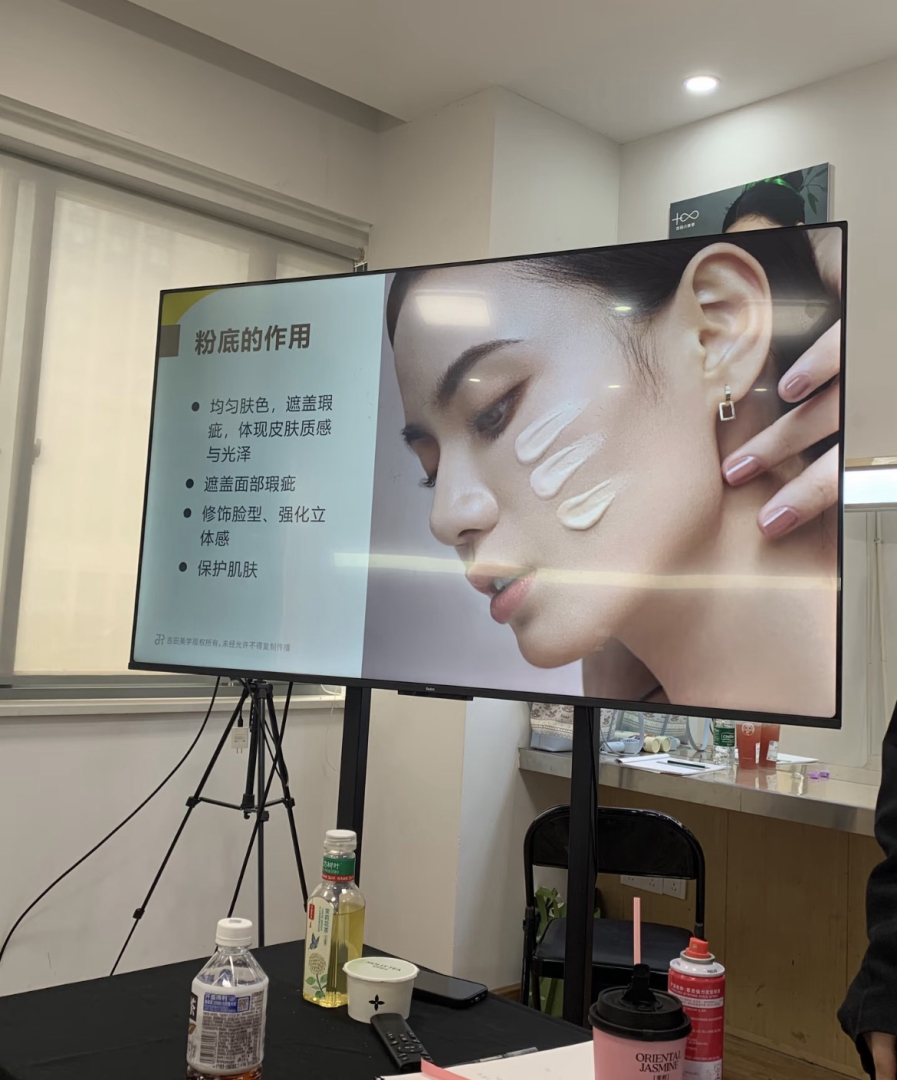 粉底的作用
均匀肤色，遮盖瑕
疵，体现皮肤质感
与光泽
遮盖面部瑕疵
修饰脸型、强化立
体感
保护肌肤
ORIENTAL
JASMINE